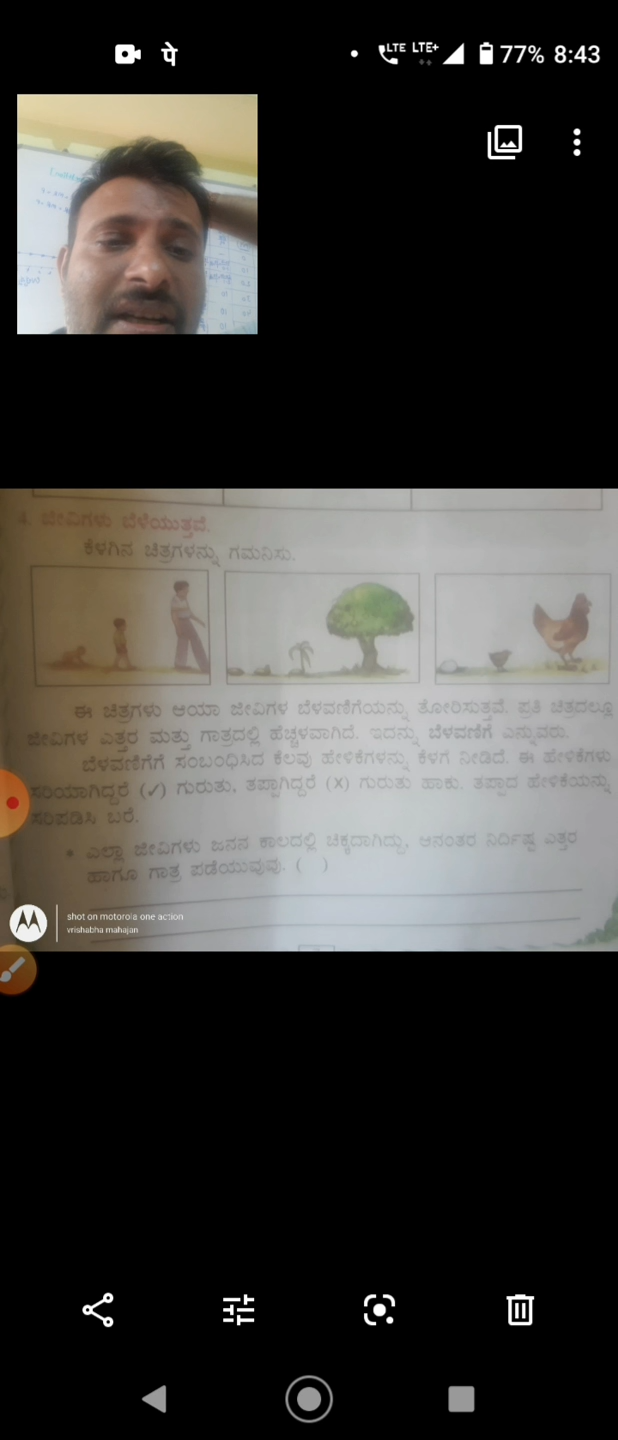 पे LTE LTE+ 77% 8:43
4. ಜೀವಿಗಳು ಬೆಳೆಯುತ್ತವೆ.
ಕೆಳಗಿನ ಚಿತ್ರಗಳನ್ನು ಗಮನಿಸು.
ಈ ಚಿತ್ರಗಳು ಆಯಾ ಜೀವಿಗಳ ಬೆಳವಣಿಗೆಯನ್ನು ತೋರಿಸುತ್ತವೆ. ಪ್ರತಿ ಚಿತ್ರದಲ್ಲೂ
ಜೀವಿಗಳ ಎತ್ತರ ಮತ್ತು ಗಾತ್ರದಲ್ಲಿ ಹೆಚ್ಚಳವಾಗಿದೆ. ಇದನ್ನು ಬೆಳವಣಿಗೆ ಎನ್ನುವರು.
ಬೆಳವಣಿಗೆಗೆ ಸಂಬಂಧಿಸಿದ ಕೆಲವು ಹೇಳಿಕೆಗಳನ್ನು ಕೆಳಗೆ ನೀಡಿದೆ. ಈ ಹೇಳಿಕೆಗಳು
ಸರಿಯಾಗಿದ್ದರೆ (✓) ಗುರುತು, ತಪ್ಪಾಗಿದ್ದರೆ (X) ಗುರುತು ಹಾಕು. ತಪ್ಪಾದ ಹೇಳಿಕೆಯನ್ನು
ಸರಿಪಡಿಸಿ ಬರೆ.
• ಎಲ್ಲಾ ಜೀವಿಗಳು ಜನನ ಕಾಲದಲ್ಲಿ ಚಿಕ್ಕದಾಗಿದ್ದು, ಆನಂತರ ನಿರ್ದಿಷ್ಟ ಎತ್ತರ
ಹಾಗೂ ಗಾತ್ರ ಪಡೆಯುವುವು. ( )
shot on motorola one action
vrishabha mahajan